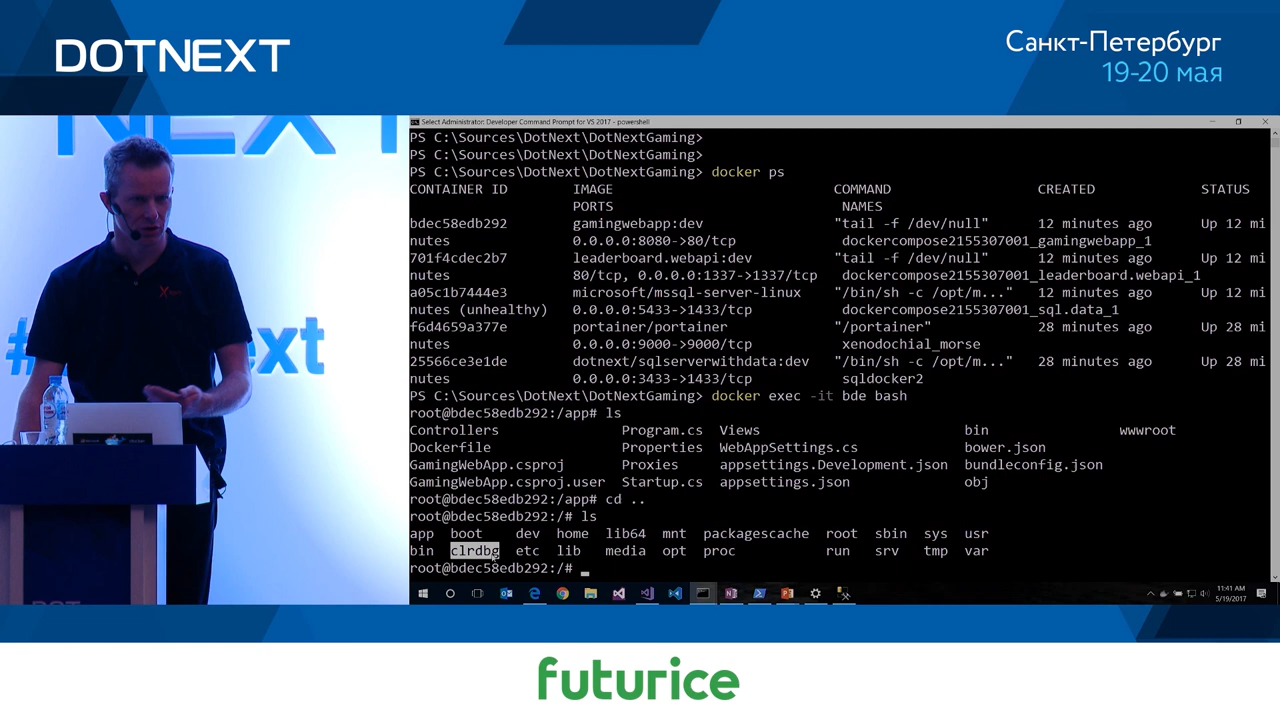 DOTNEXT
Санкт-Петербург
19-20 мая
NEXT
#
ext
Select Administrator: Developer Command Prompt for VS 2017 - powershell
PS C:\Sources\DotNext\DotNextGaming>
PS C:\Sources\DotNext\DotNextGaming>
PS C:\Sources\DotNext\DotNextGaming> docker ps
CONTAINER ID IMAGE COMMAND CREATED STATUS
PORTS NAMES
bdec58edb292 gamingwebapp:dev "tail -f /dev/null" 12 minutes ago Up 12 mi
nutes 0.0.0.0:8080->80/tcp dockercompose2155307001_gamingwebapp_1
701f4cdec2b7 leaderboard.webapi:dev "tail -f /dev/null" 12 minutes ago Up 12 mi
nutes 80/tcp, 0.0.0.0:1337->1337/tcp dockercompose2155307001_leaderboard.webapi_1
a05c1b7444e3 microsoft/mssql-server-linux "/bin/sh -c /opt/m..." 12 minutes ago Up 12 mi
nutes (unhealthy) 0.0.0.0:5433->1433/tcp dockercompose2155307001_sql.data_1
f6d4659a377e portainer/portainer "/portainer" 28 minutes ago Up 28 mi
nutes 0.0.0.0:9000->9000/tcp xenodochial_morse
25566ce3e1de dotnext/sqlserverwithdata:dev "/bin/sh -c /opt/m..." 28 minutes ago Up 28 mi
nutes 0.0.0.0:3433->1433/tcp sqldocker2
PS C:\Sources\DotNext\DotNextGaming> docker exec -it bde bash
root@bdec58edb292:/app# ls
Controllers Program.cs Views bin wwwroot
Dockerfile Properties WebAppSettings.cs bower.json
GamingWebApp.csproj Proxies appsettings.Development.json bundleconfig.json
GamingWebApp.csproj.user Startup.cs appsettings.json obj
root@bdec58edb292:/app# cd ..
root@bdec58edb292:/# ls
app boot dev home lib64 mnt packagescache root sbin sys usr
bin clrdbg etc lib media opt proc run srv tmp var
root@bdec58edb292:/#
11:41 AM
5/19/2017
futurice